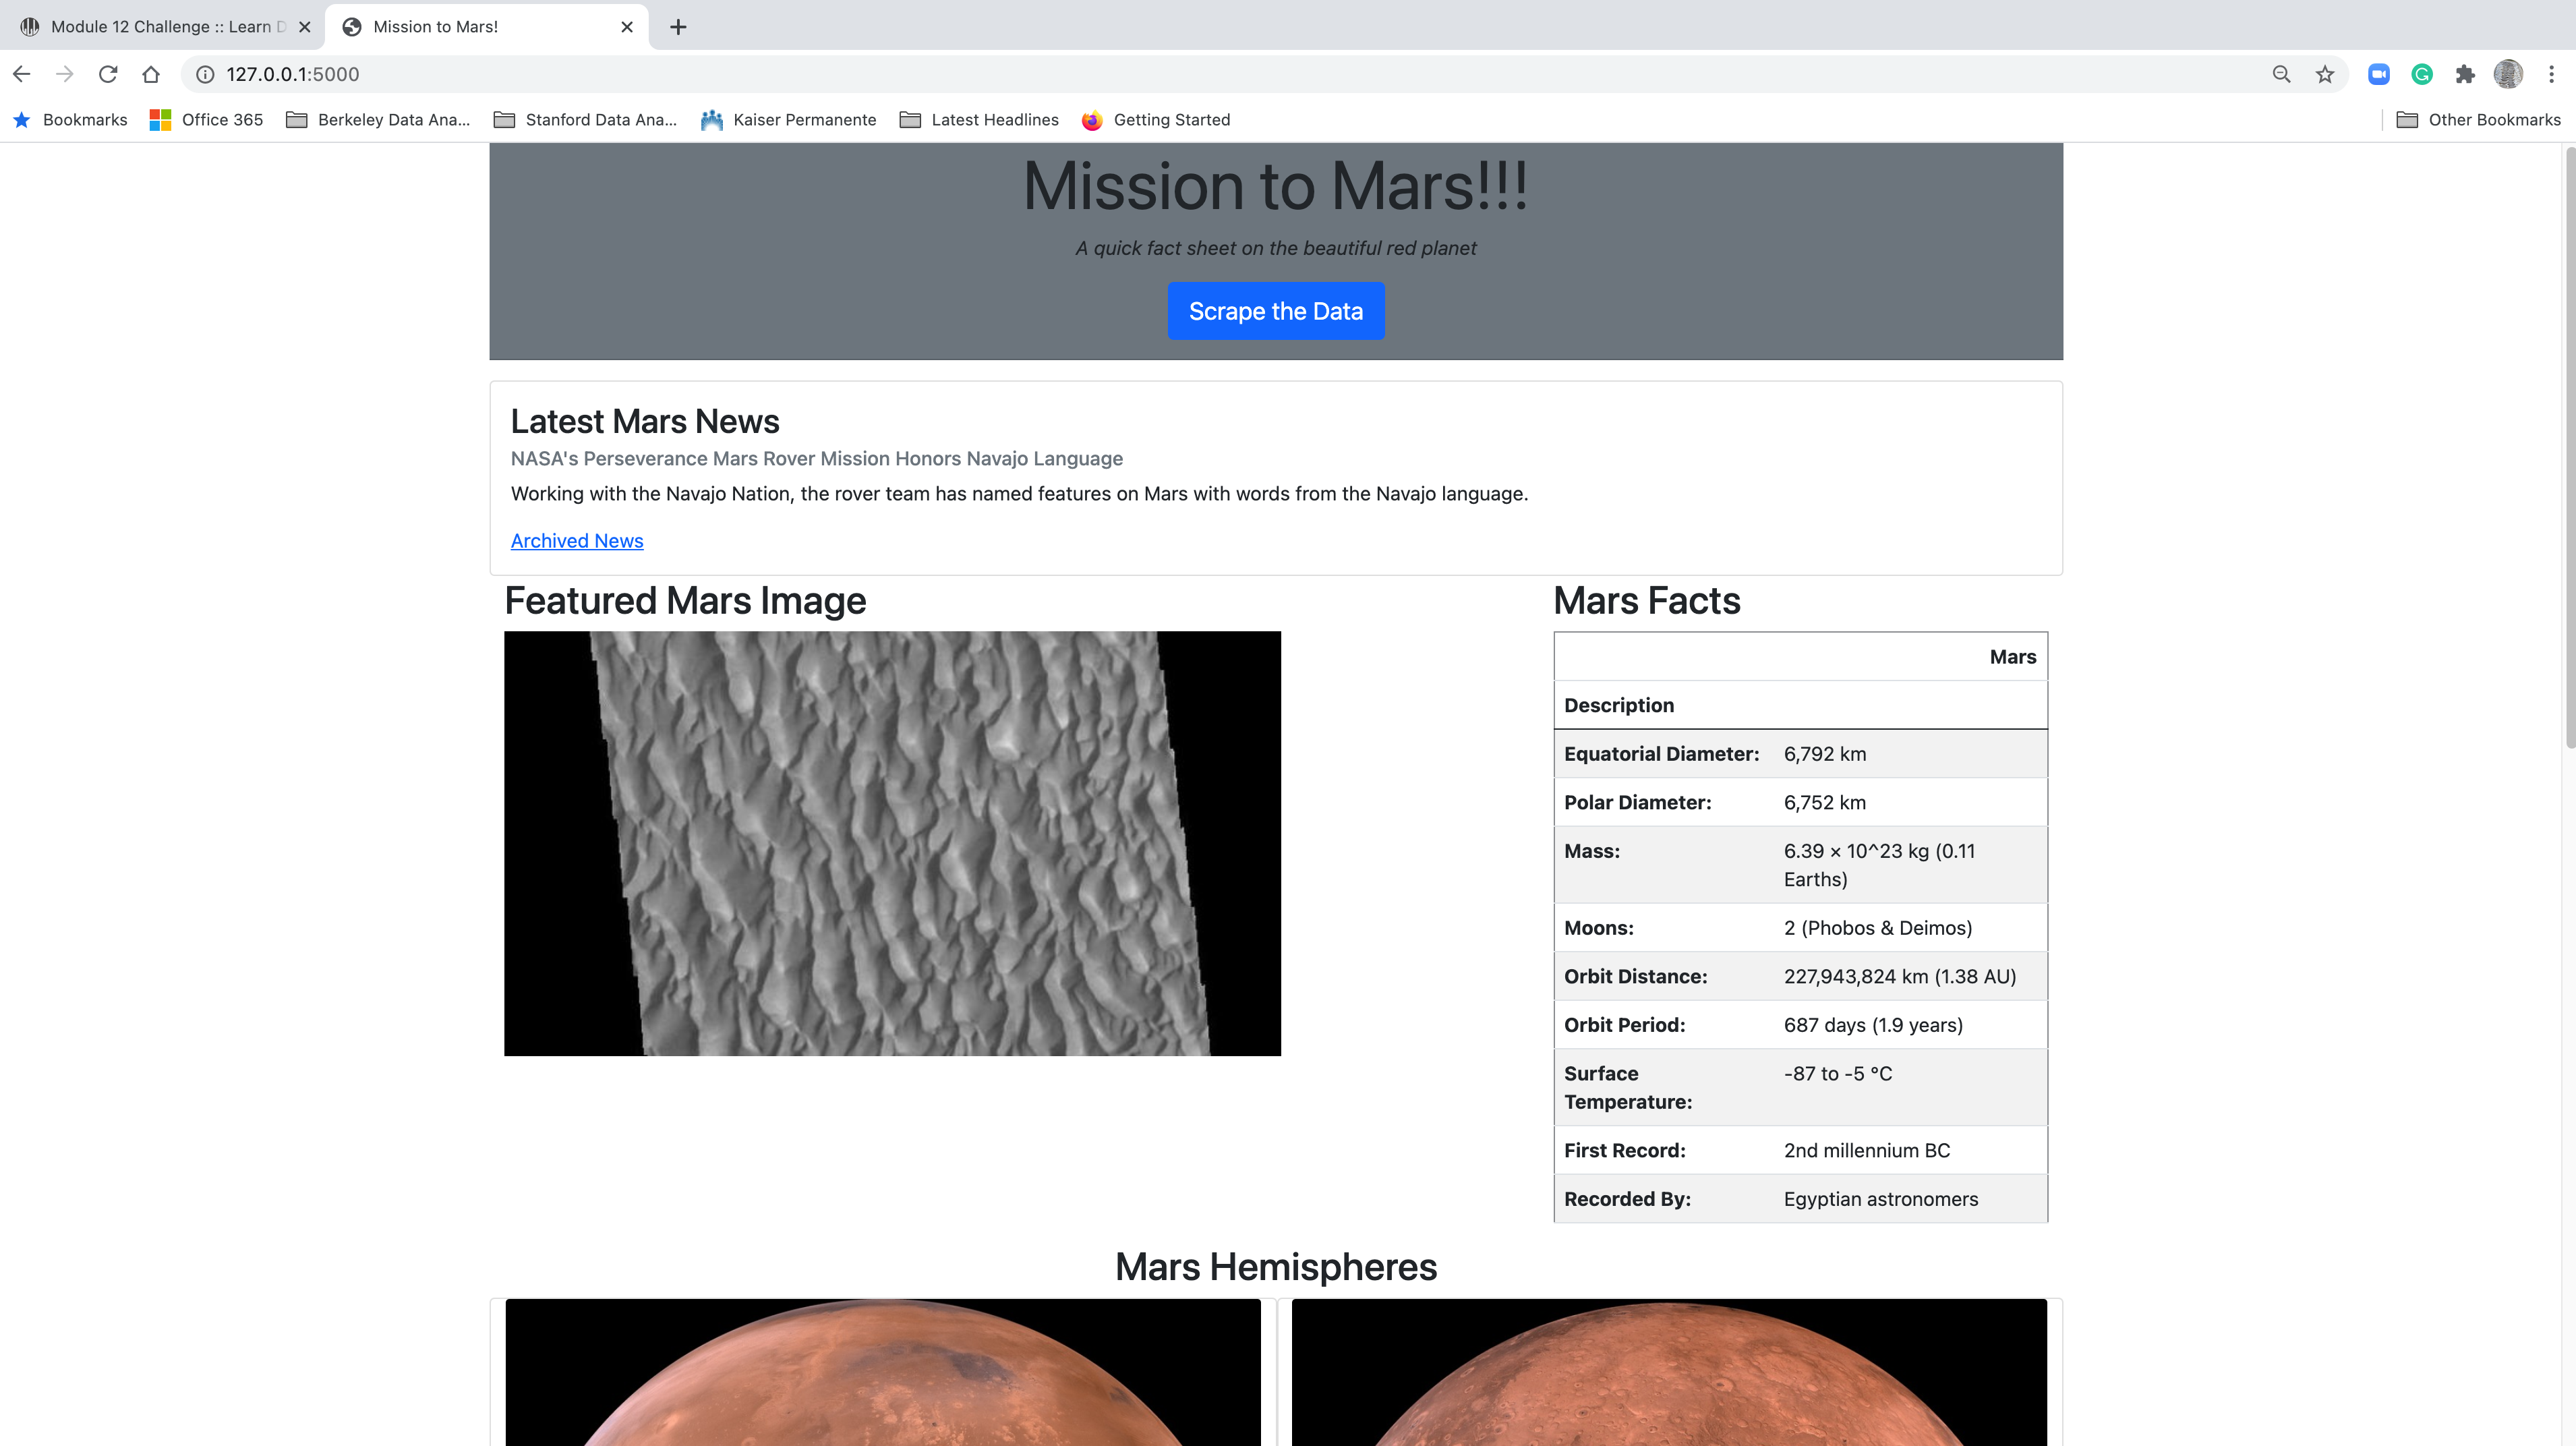 Module 12 Challenge :: Learn D
Mission to Mars!
127.0.0.1:5000
Bookmarks
Office 365
Berkeley Data Ana...
Stanford Data Ana...
Kaiser Permanente
Latest Headlines
Getting Started
Other Bookmarks
Mission to Mars!!!
A quick fact sheet on the beautiful red planet
Scrape the Data
Latest Mars News
NASA's Perseverance Mars Rover Mission Honors Navajo Language
Working with the Navajo Nation, the rover team has named features on Mars with words from the Navajo language.
Archived News
Featured Mars Image
Mars Facts
Mars
Description
Equatorial Diameter: 6,792 km
Polar Diameter: 6,752 km
Mass: 6.39 × 10^23 kg (0.11
Earths)
Moons: 2 (Phobos & Deimos)
Orbit Distance: 227,943,824 km (1.38 AU)
Orbit Period: 687 days (1.9 years)
Surface -87 to -5 °C
Temperature:
First Record: 2nd millennium BC
Recorded By: Egyptian astronomers
Mars Hemispheres